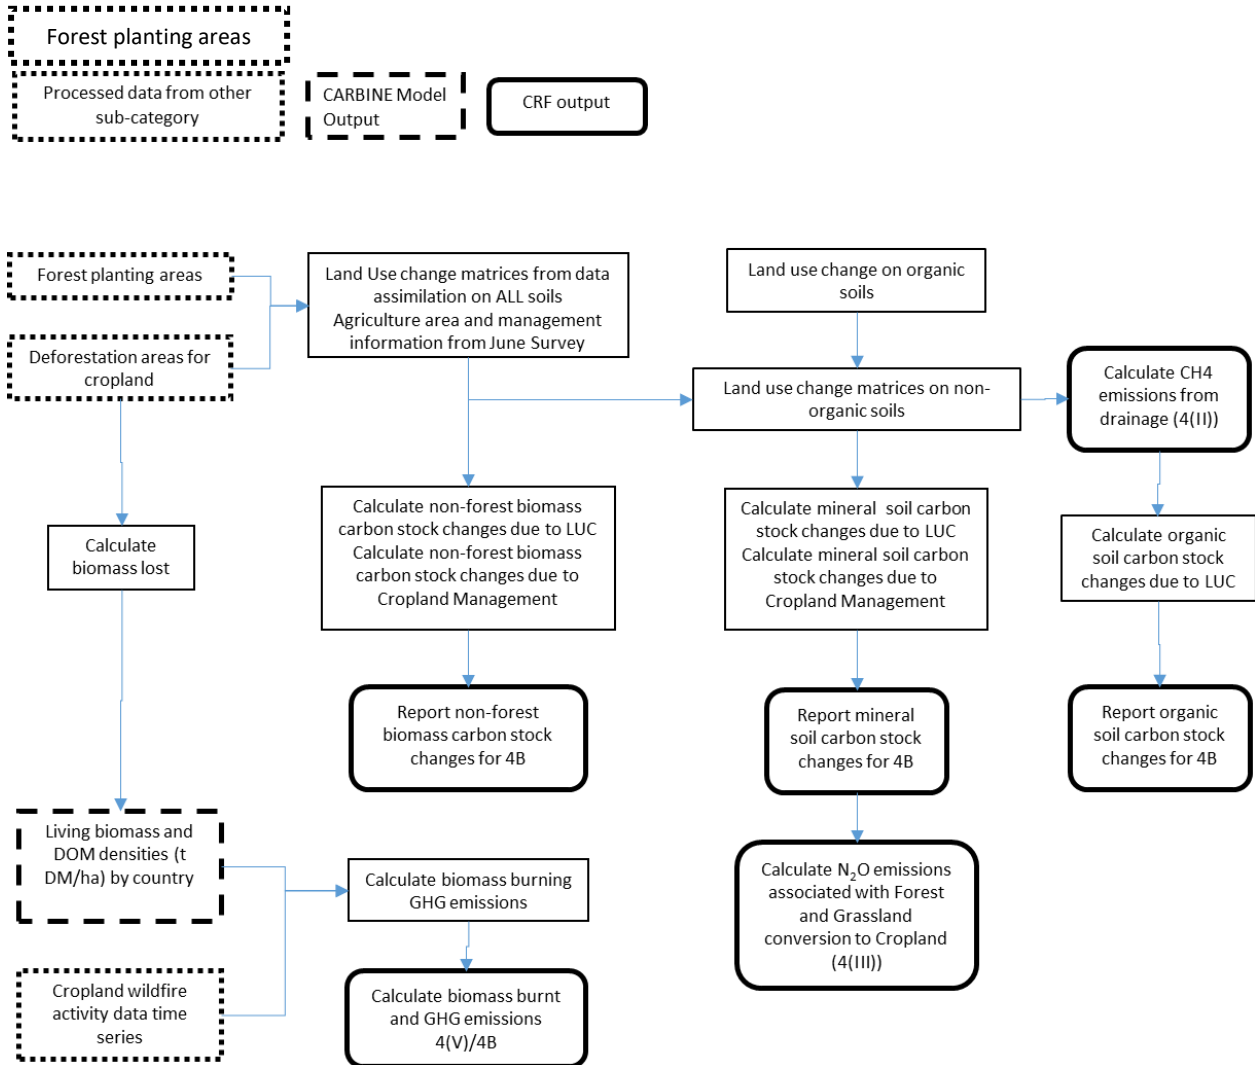 Forest planting areas
Processed data from other
sub-category
CARBINE Model
Output
CRF output
Forest planting areas
Deforestation areas for
cropland
Land Use change matrices from data
assimilation on ALL soils
Agriculture area and management
information from June Survey
Land use change on organic
soils
Land use change matrices on non-
organic soils
Calculate CH4
emissions from
drainage (4(II))
Calculate
biomass lost
Calculate non-forest biomass
carbon stock changes due to LUC
Calculate non-forest biomass
carbon stock changes due to
Cropland Management
Calculate mineral soil carbon
stock changes due to LUC
Calculate mineral soil carbon
stock changes due to
Cropland Management
Calculate organic
soil carbon stock
changes due to LUC
Report non-forest
biomass carbon stock
changes for 4B
Report mineral
soil carbon stock
changes for 4B
Report organic
soil carbon stock
changes for 4B
Living biomass and
DOM densities (t
DM/ha) by country
Calculate biomass burning
GHG emissions
Calculate N₂O emissions
associated with Forest
and Grassland
conversion to Cropland
(4(III))
Cropland wildfire
activity data time
series
Calculate biomass burnt
and GHG emissions
4(V)/4B